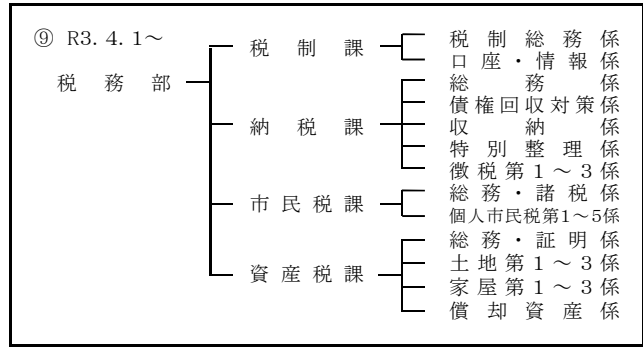 ⑨ R3.4.1～
税務部
税制課
税制総務係
口座・情報係
納税課
総務係
債権回収対策係
収納係
特別整理係
徴税第1～3係
市民税課
総務・諸税係
個人市民税第1～5係
資産税課
総務・証明係
土地第1～3係
家屋第1～3係
償却資産係